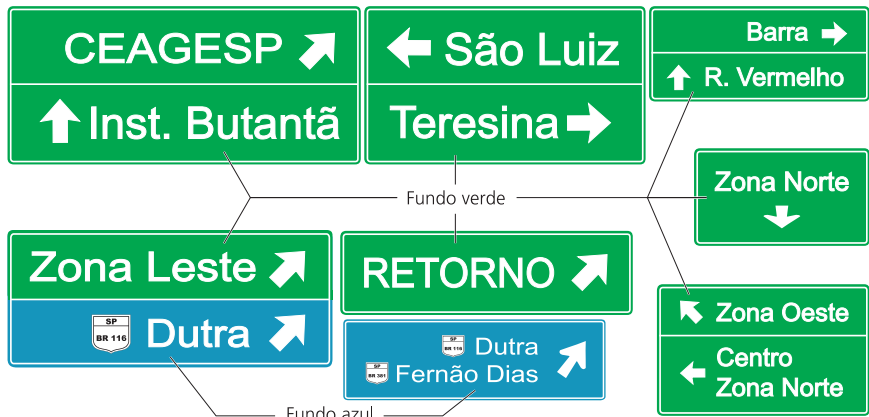 CEAGESP
Inst. Butantã
São Luiz
Teresina
Barra
R. Vermelho
Fundo verde
Zona Norte
Zona Leste
SP
BR 116
Dutra
RETORNO
SP
BR 116
Dutra
SP
BR 381
Fernão Dias
Zona Oeste
Centro
Zona Norte
Fundo azul